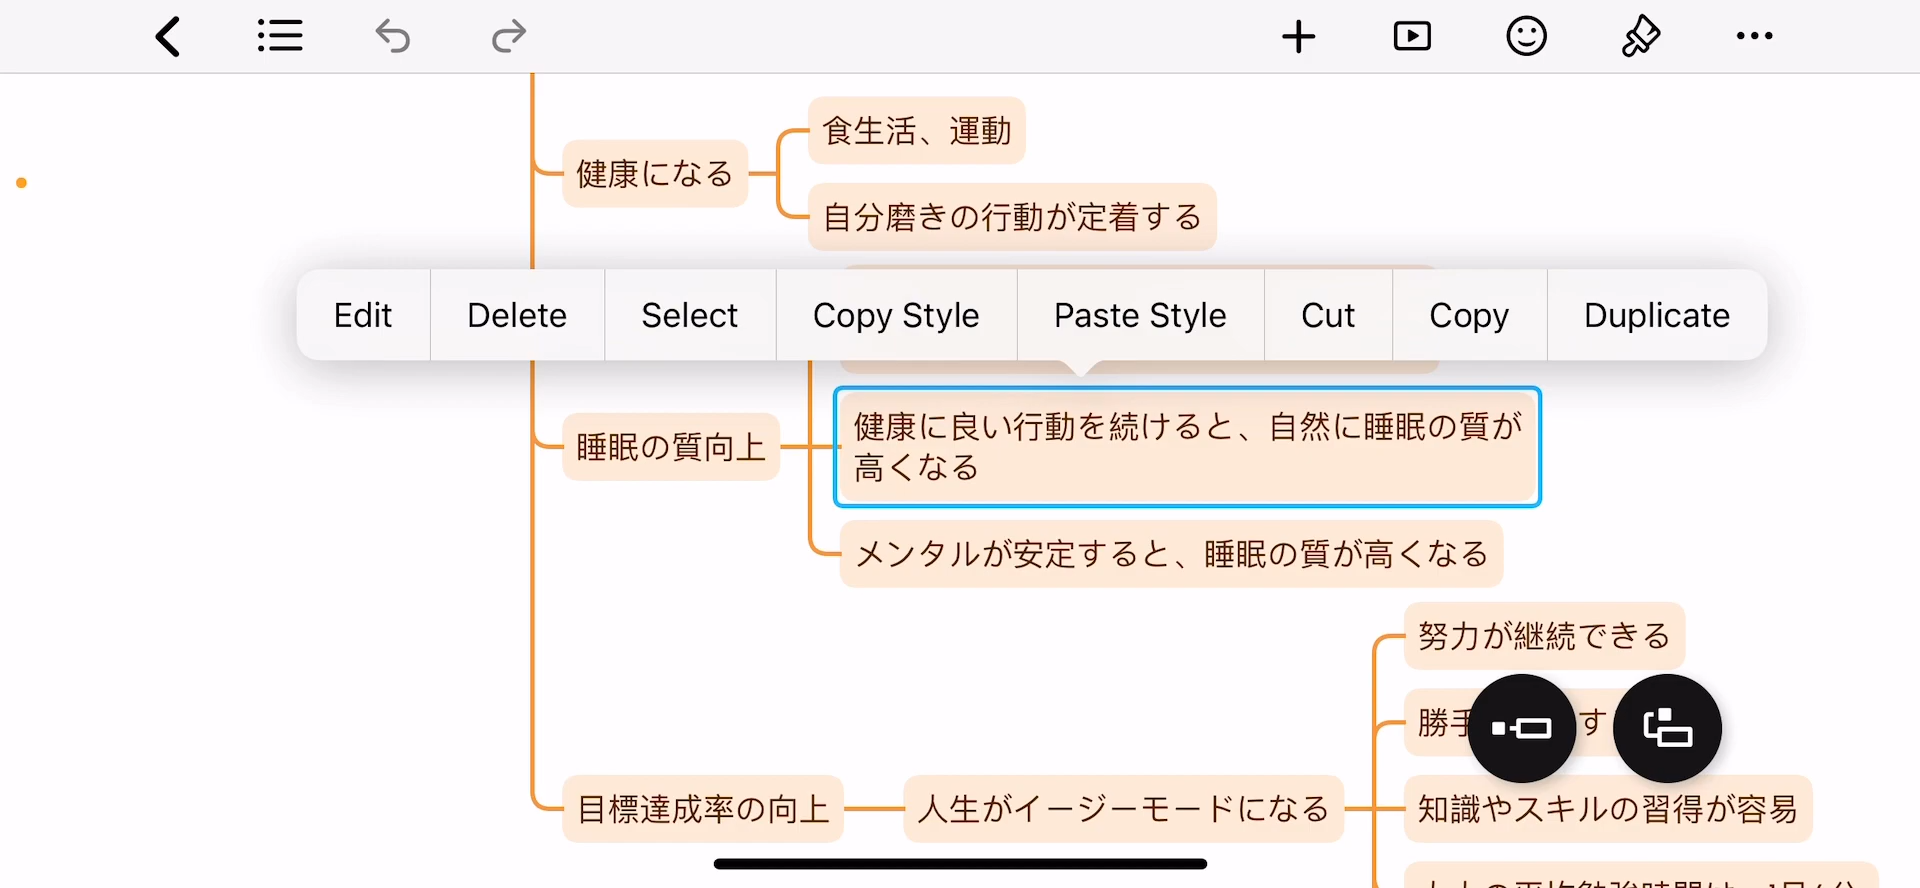 食生活、運動
健康になる
自分磨きの行動が定着する
Edit
Delete
Select
Copy Style
Paste Style
Cut
Copy
Duplicate
健康に良い行動を続けると、自然に睡眠の質が
高くなる
睡眠の質向上
メンタルが安定すると、睡眠の質が高くなる
努力が継続できる
勝手
す
目標達成率の向上
人生がイージーモードになる
知識やスキルの習得が容易